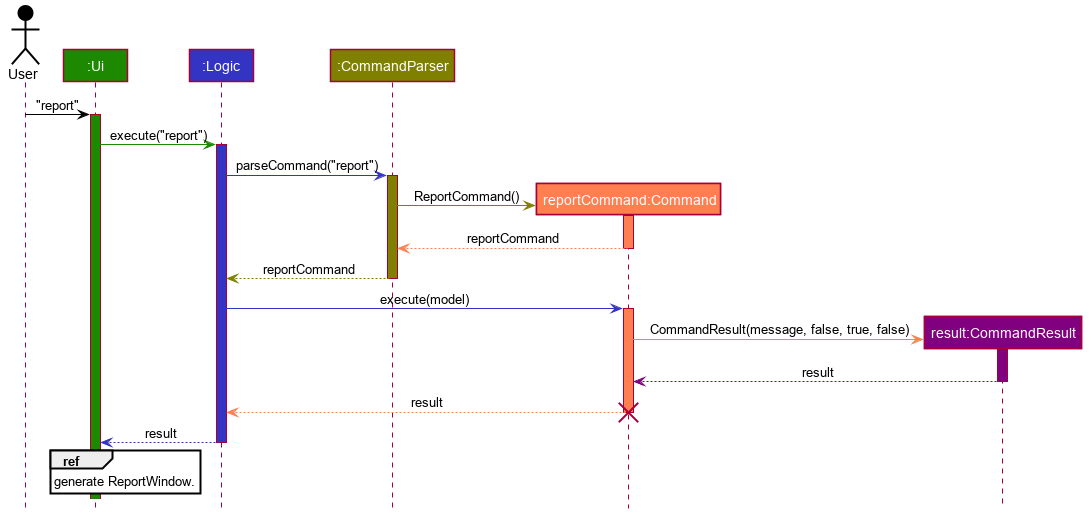 User
:Ui
:Logic
:CommandParser
"report"
execute("report")
parseCommand("report")
ReportCommand()
reportCommand:Command
reportCommand
reportCommand
execute(model)
CommandResult(message, false, true, false)
result:CommandResult
result
result
result
ref
generate ReportWindow.